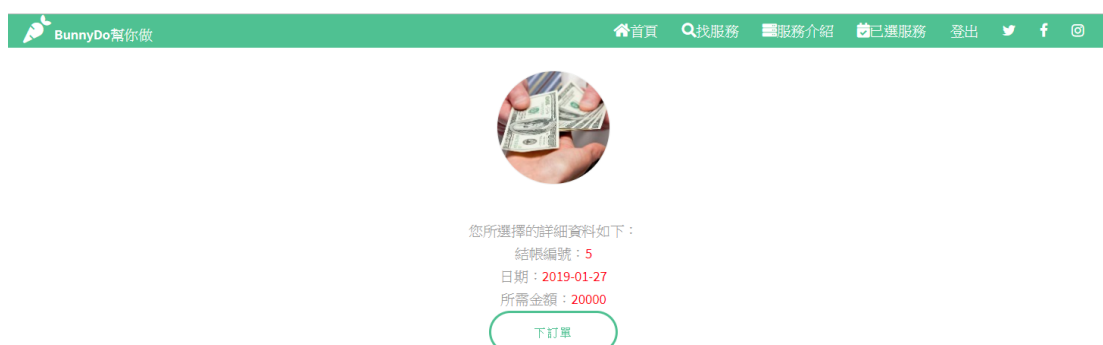 BunnyDo幫你做 首頁 找服務 服務介紹 已選服務 登出
您所選擇的詳細資料如下：
結帳編號：5
日期：2019-01-27
所需金額：20000
下訂單